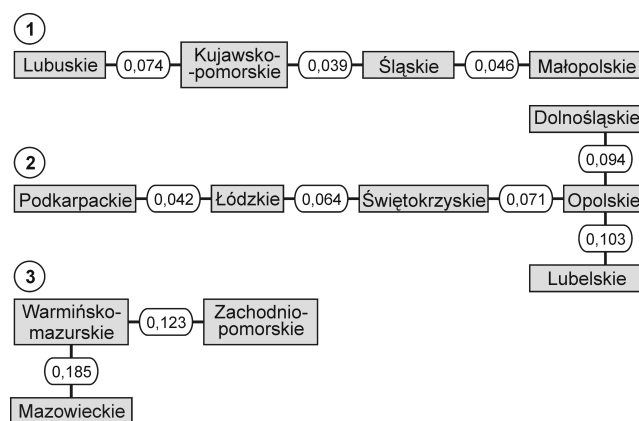 1
Lubuskie 0,074 Kujawsko-
-pomorskie 0,039 Śląskie 0,046 Małopolskie
Dolnośląskie
2
0,094
Podkarpackie 0,042 Łódzkie 0,064 Świętokrzyskie 0,071 Opolskie
0,103
Lubelskie
3
Warmińsko-
mazurskie 0,123 Zachodnio-
pomorskie
0,185
Mazowieckie